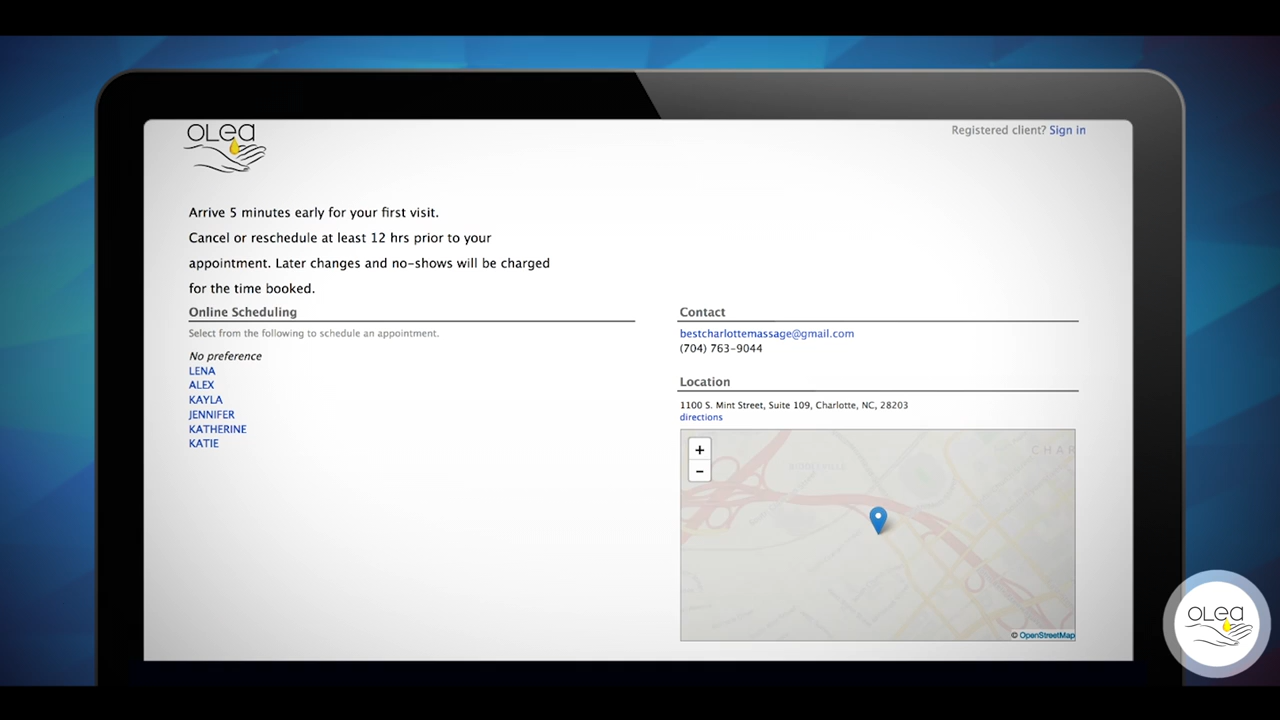 OLea
Registered client? Sign in
Arrive 5 minutes early for your first visit.
Cancel or reschedule at least 12 hrs prior to your
appointment. Later changes and no-shows will be charged
for the time booked.
Online Scheduling
Select from the following to schedule an appointment.
No preference
LENA
ALEX
KAYLA
JENNIFER
KATHERINE
KATIE
Contact
bestcharlottemassage@gmail.com
(704) 763-9044
Location
1100 S. Mint Street, Suite 109, Charlotte, NC, 28203
directions
+
CHAR
−
© OpenStreetMap
OLea